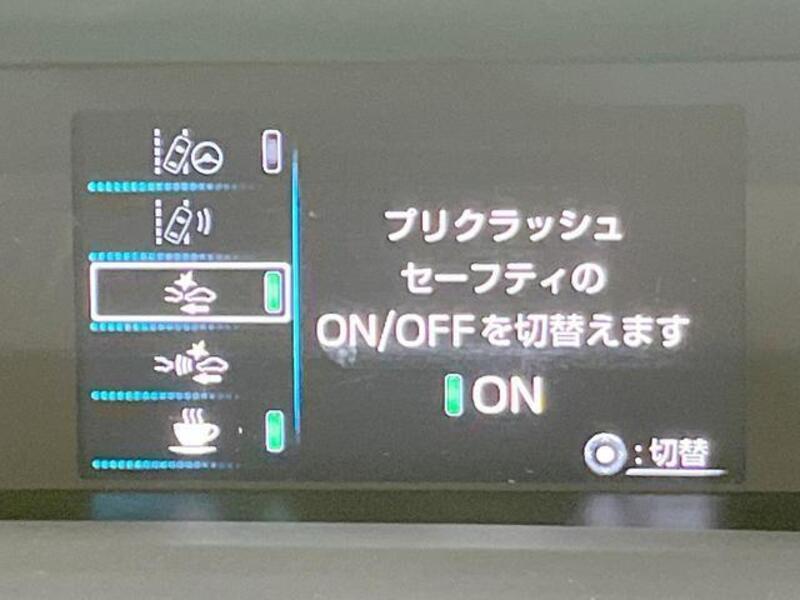 プリクラッシュ
セーフティの
ON/OFFを切替えます
ON
:切替